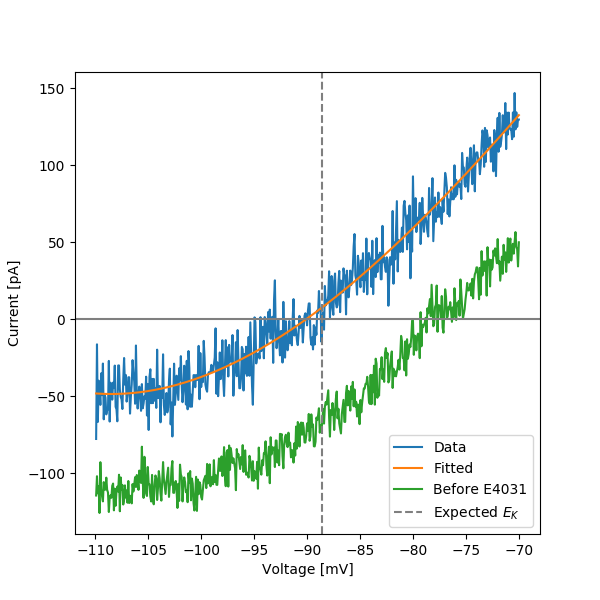 150
100
50
0
−50
−100
Current [pA]
Data
Fitted
Before E4031
Expected E_K
−110 −105 −100 −95 −90 −85 −80 −75 −70
Voltage [mV]